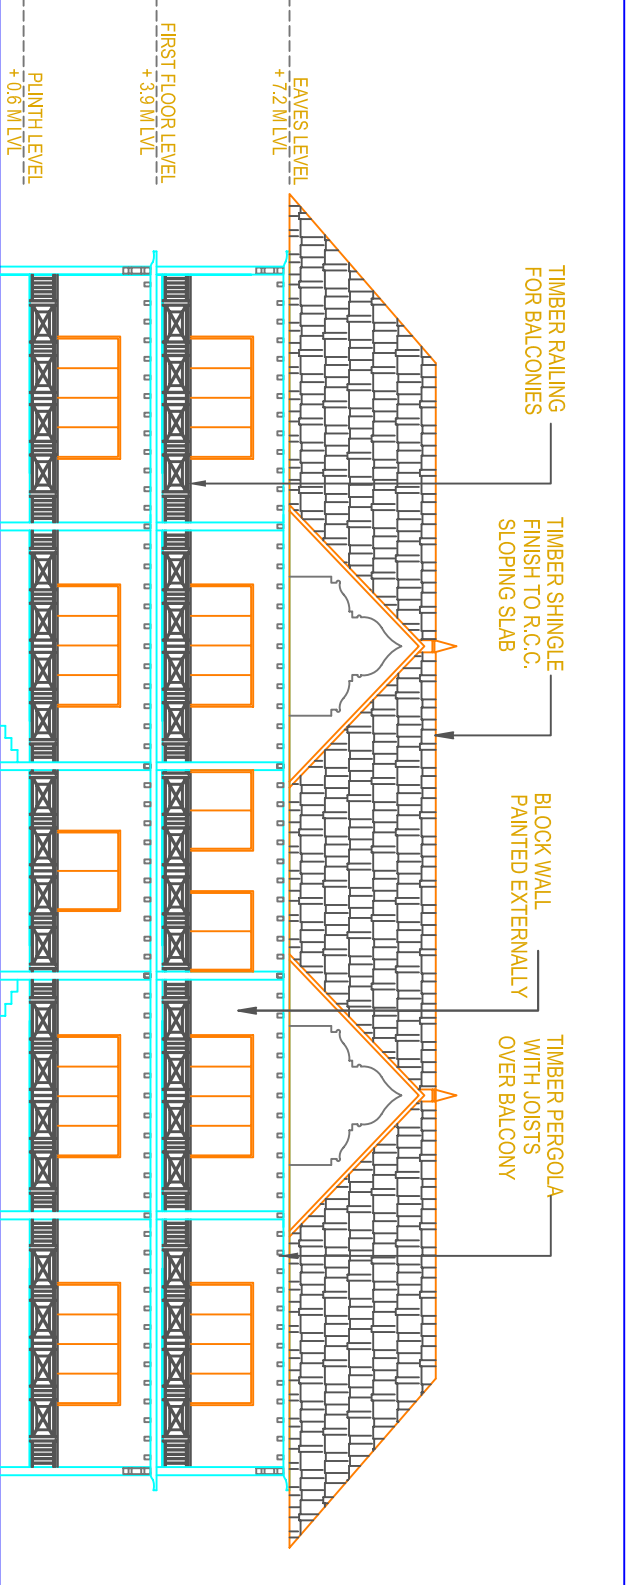 TIMBER RAILING
FOR BALCONIES
TIMBER SHINGLE
FINISH TO R.C.C.
SLOPING SLAB
BLOCK WALL
PAINTED EXTERNALLY
TIMBER PERGOLA
WITH JOISTS
OVER BALCONY
EAVES LEVEL
+ 7.2 M LVL
FIRST FLOOR LEVEL
+ 3.9 M LVL
PLINTH LEVEL
+ 0.6 M LVL